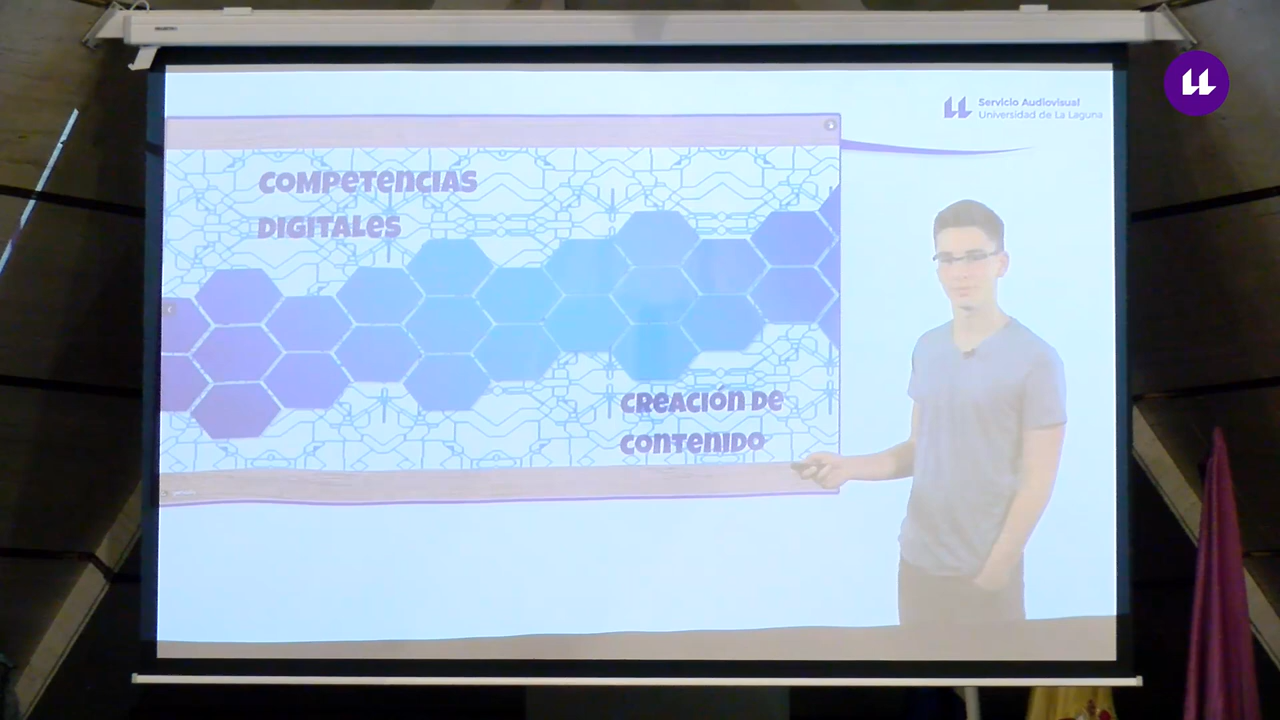 Servicio Audiovisual
Universidad de La Laguna
COMPETENCIAS
DIGITALES
CREACIÓN DE
CONTENIDO